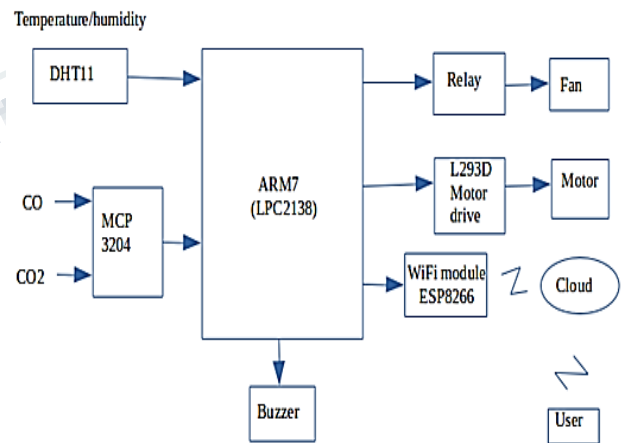 Temperature/humidity
DHT11
CO
CO2
MCP
3204
ARM7
(LPC2138)
Relay
Fan
L293D
Motor
drive
Motor
WiFi module
ESP8266
Cloud
Buzzer
User